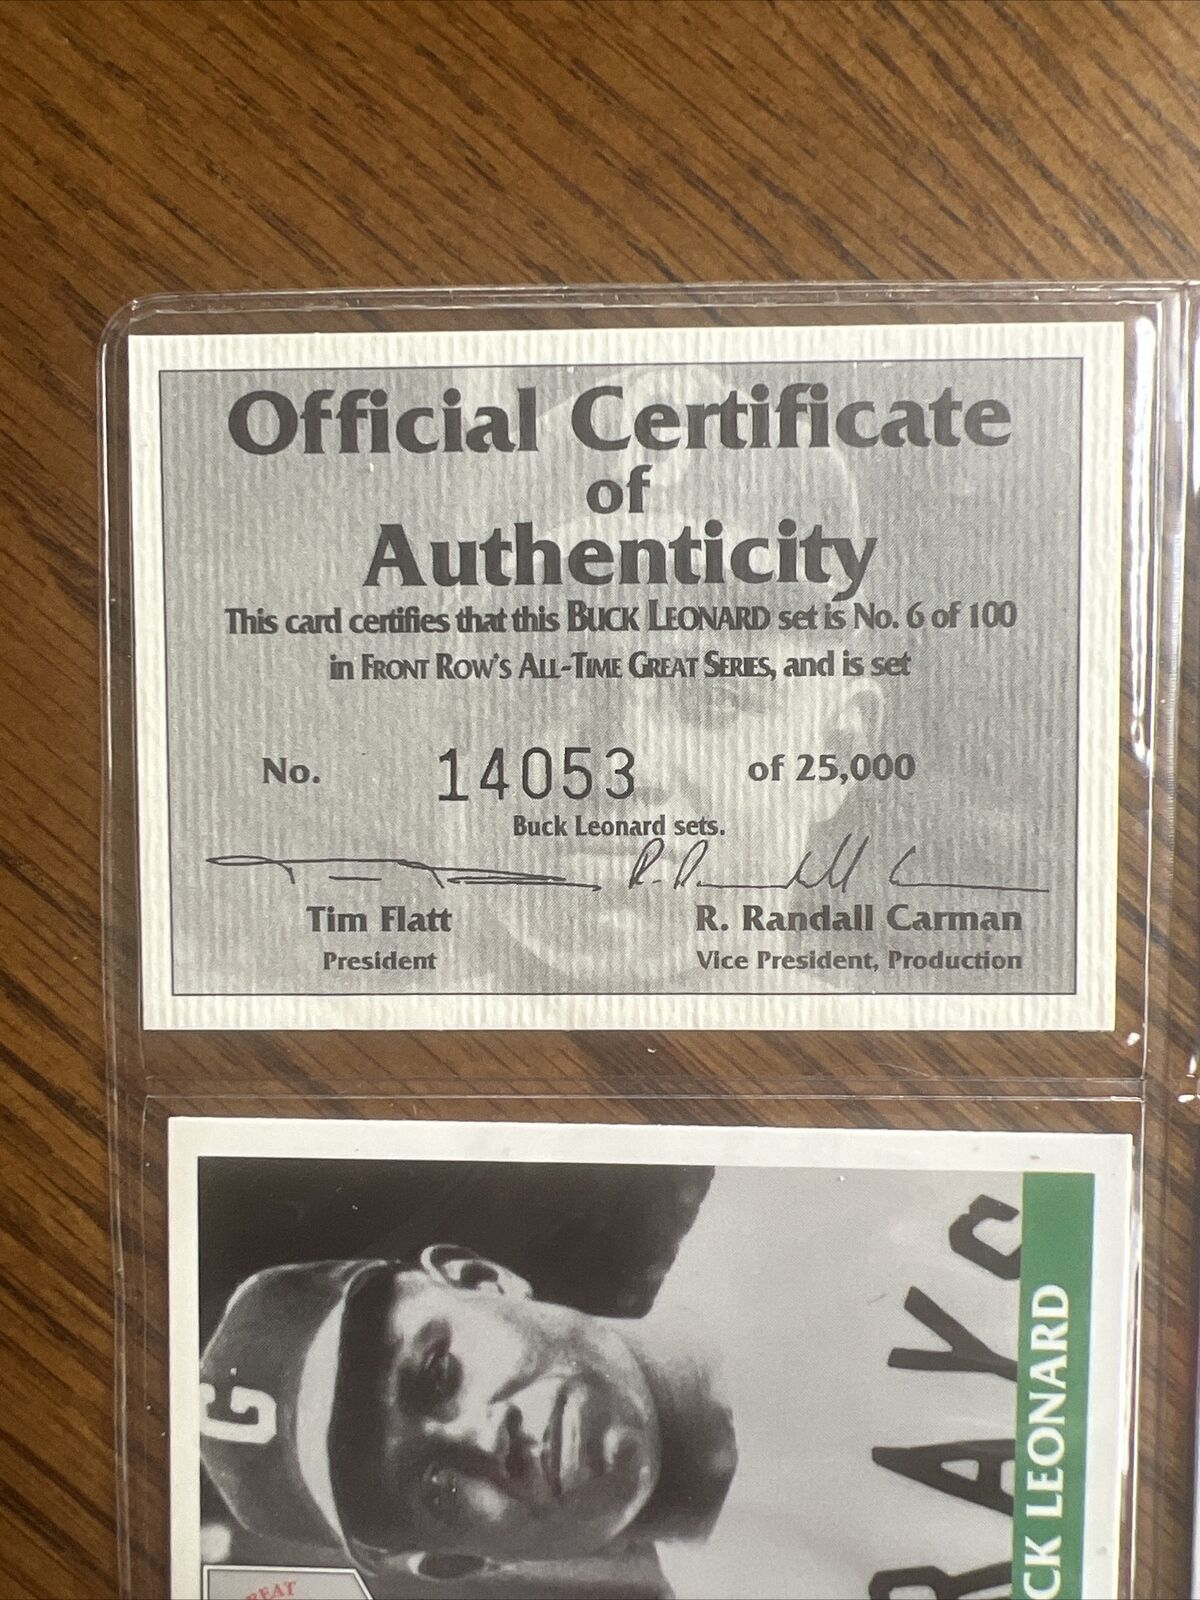 Official Certificate
of
Authenticity
This card certifies that this BUCK LEONARD set is No. 6 of 100
in FRONT ROW'S ALL-TIME GREAT SERIES, and is set
No. 14053 of 25,000
Buck Leonard sets.
Tim Flatt R. Randall Carman
President Vice President, Production
G
RAYS
CK LEONARD
REAT